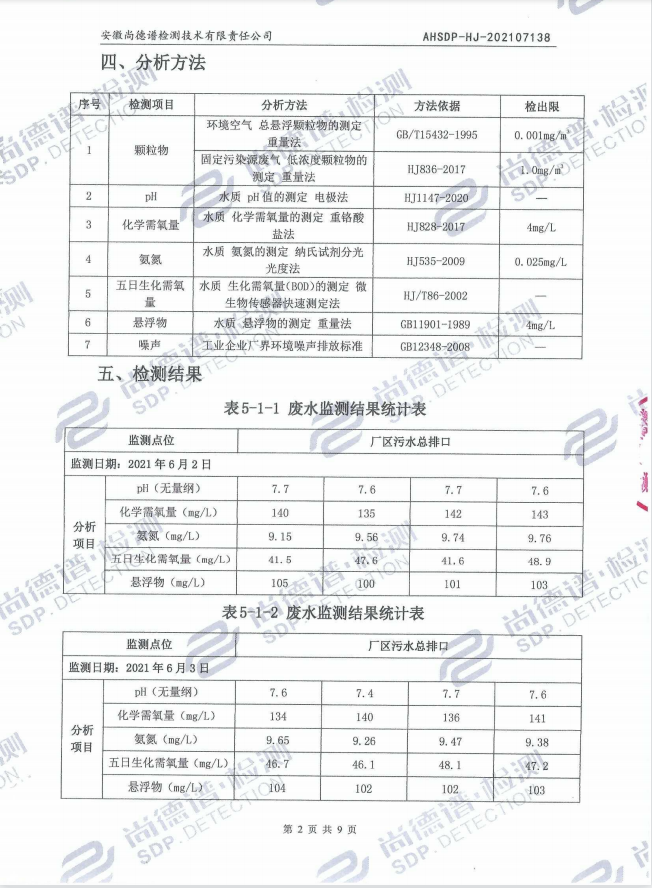 安徽尚德谱检测技术有限责任公司 AHSDP-HJ-202107138
四、分析方法
序号 检测项目 分析方法 方法依据 检出限
1 颗粒物 环境空气 总悬浮颗粒物的测定 重量法 GB/T15432-1995 0.001mg/m³
固定污染源废气 低浓度颗粒物的测定 重量法 HJ836-2017 1.0mg/m³
2 pH 水质 pH值的测定 电极法 HJ1147-2020 —
3 化学需氧量 水质 化学需氧量的测定 重铬酸盐法 HJ828-2017 4mg/L
4 氨氮 水质 氨氮的测定 纳氏试剂分光光度法 HJ535-2009 0.025mg/L
5 五日生化需氧量 水质 生化需氧量(BOD)的测定 微生物传感器快速测定法 HJ/T86-2002 —
6 悬浮物 水质 悬浮物的测定 重量法 GB11901-1989 4mg/L
7 噪声 工业企业厂界环境噪声排放标准 GB12348-2008 —
五、检测结果
表5-1-1 废水监测结果统计表
监测点位 厂区污水总排口
监测日期：2021年6月2日
分析项目
pH（无量纲） 7.7 7.6 7.7 7.6
化学需氧量（mg/L） 140 135 142 143
氨氮（mg/L） 9.15 9.56 9.74 9.76
五日生化需氧量（mg/L） 41.5 47.6 41.6 48.9
悬浮物（mg/L） 105 100 101 103
表5-1-2 废水监测结果统计表
监测点位 厂区污水总排口
监测日期：2021年6月3日
分析项目
pH（无量纲） 7.6 7.4 7.7 7.6
化学需氧量（mg/L） 134 140 136 141
氨氮（mg/L） 9.65 9.26 9.47 9.38
五日生化需氧量（mg/L） 46.7 46.1 48.1 47.2
悬浮物（mg/L） 104 102 102 103
第 2 页 共 9 页
尚德谱·检测
SDP.DETECTION